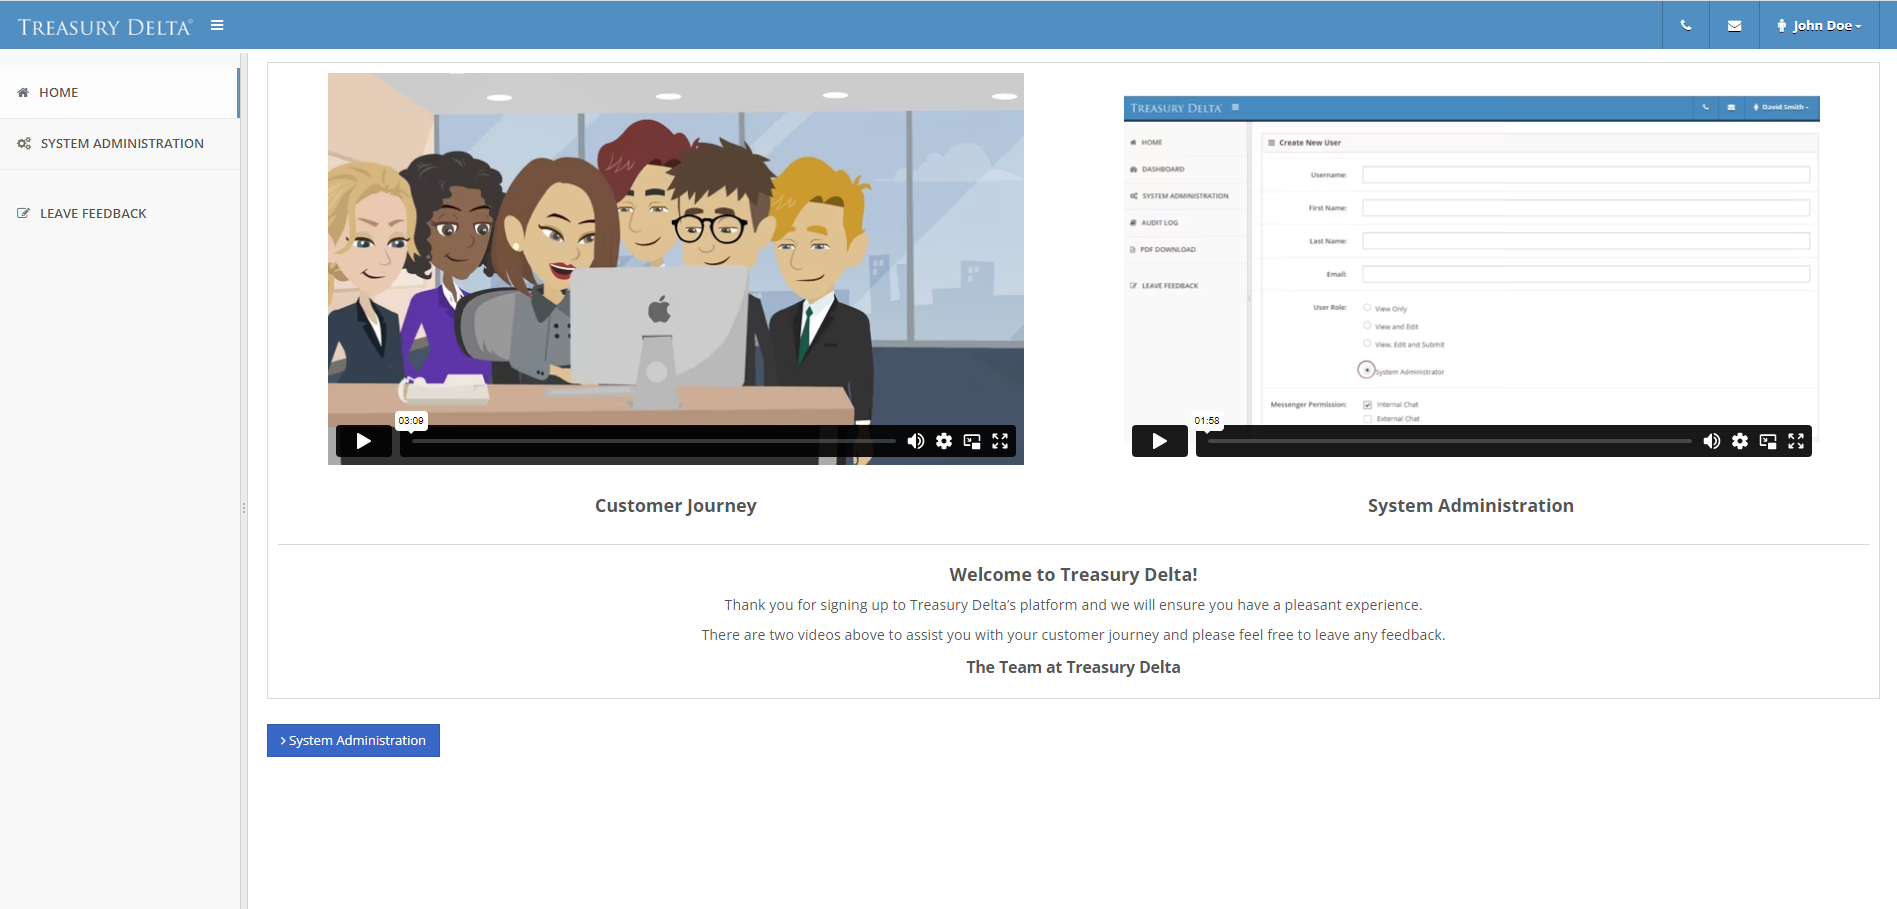 TREASURY DELTA®
John Doe
HOME
SYSTEM ADMINISTRATION
LEAVE FEEDBACK
03:09
TREASURY DELTA
David Smith
HOME
DASHBOARD
SYSTEM ADMINISTRATION
AUDIT LOG
PDF DOWNLOAD
LEAVE FEEDBACK
Create New User
Username:
First Name:
Last Name:
Email:
User Role:
View Only
View and Edit
View, Edit and Submit
System Administrator
Messenger Permission:
Internal Chat
External Chat
01:58
Customer Journey
System Administration
Welcome to Treasury Delta!
Thank you for signing up to Treasury Delta’s platform and we will ensure you have a pleasant experience.
There are two videos above to assist you with your customer journey and please feel free to leave any feedback.
The Team at Treasury Delta
System Administration